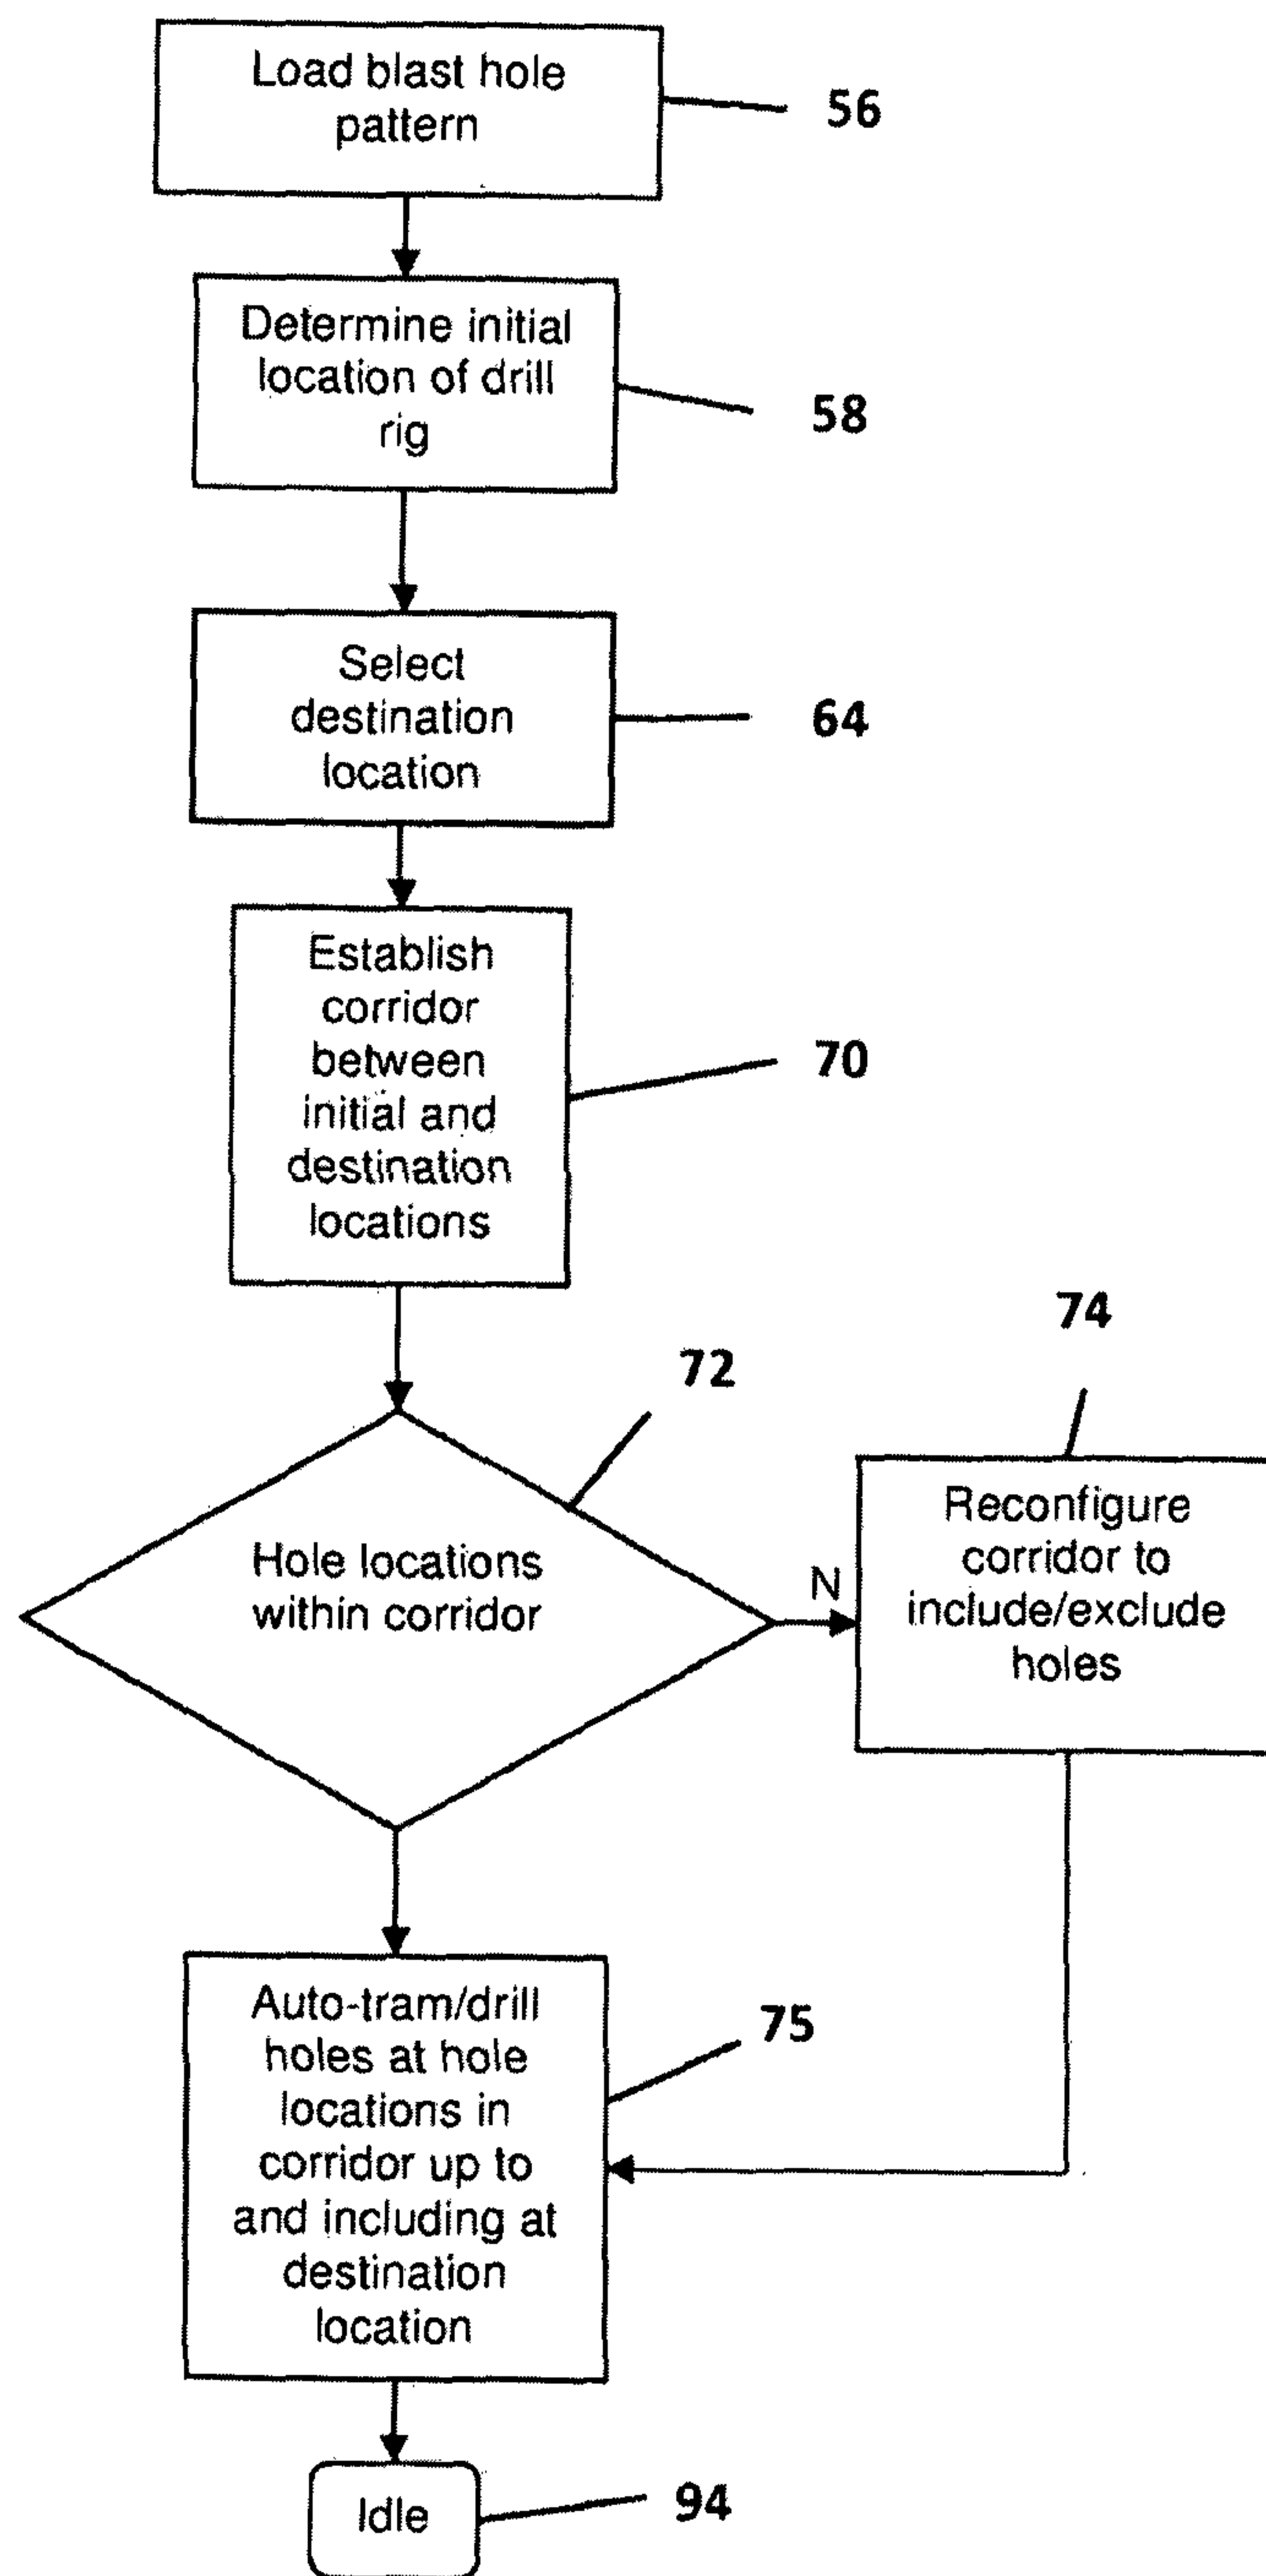 Load blast hole
pattern
56
Determine initial
location of drill
rig
58
Select
destination
location
64
Establish
corridor
between
initial and
destination
locations
70
72
Hole locations
within corridor
N
74
Reconfigure
corridor to
include/exclude
holes
Auto-tram/drill
holes at hole
locations in
corridor up to
and including at
destination
location
75
Idle
94